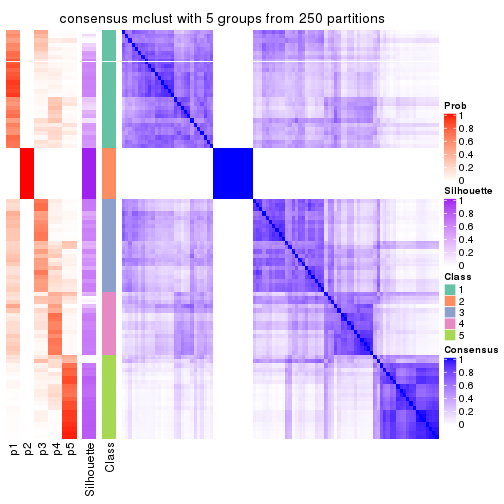 consensus mclust with 5 groups from 250 partitions
Prob
1
0.8
0.6
0.4
0.2
0
Silhouette
1
0.8
0.6
0.4
0.2
0
Class
1
2
3
4
5
Consensus
1
0.8
0.6
0.4
0.2
0
p1
p2
p3
p4
p5
Silhouette
Class